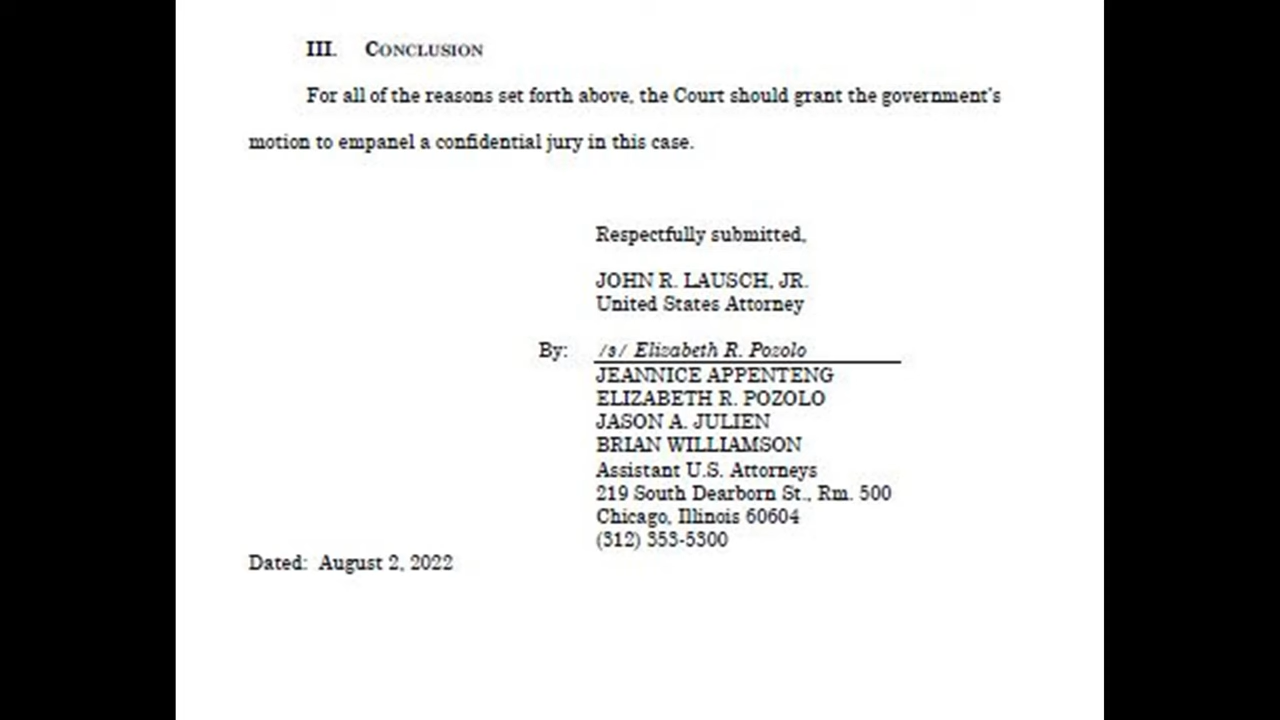 III. CONCLUSION
For all of the reasons set forth above, the Court should grant the government's
motion to empanel a confidential jury in this case.
Respectfully submitted,
JOHN R. LAUSCH, JR.
United States Attorney
By: /s/ Elizabeth R. Pozolo
JEANNICE APPENTENG
ELIZABETH R. POZOLO
JASON A. JULIEN
BRIAN WILLIAMSON
Assistant U.S. Attorneys
219 South Dearborn St., Rm. 500
Chicago, Illinois 60604
(312) 353-5300
Dated: August 2, 2022